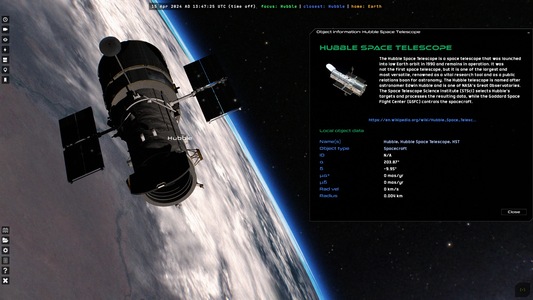 15 Apr 2024 AD 15:47:25 UTC (time off) | Focus: Hubble | Closest: Hubble | Home: Earth
Object information: Hubble Space Telescope
HUBBLE SPACE TELESCOPE
The Hubble Space Telescope is a space telescope that was launched
into low Earth orbit in 1990 and remains in operation. It was
not the first space telescope, but it is one of the largest and
most versatile, renowned as a vital research tool and as a public
relations boon for astronomy. The Hubble telescope is named after
astronomer Edwin Hubble and is one of NASA's Great Observatories.
The Space Telescope Science Institute (STScI) selects Hubble's
targets and processes the resulting data, while the Goddard Space
Flight Center (GSFC) controls the spacecraft.
https://en.wikipedia.org/wiki/Hubble_Space_Telesc...
Local object data
Name(s) Hubble, Hubble Space Telescope, HST
Object type Spacecraft
ID N/A
α 203.87°
δ -9.95°
μα* 0 mas/yr
μδ 0 mas/yr
Rad vel 0 km/s
Radius 0.004 km
Close
Hubble